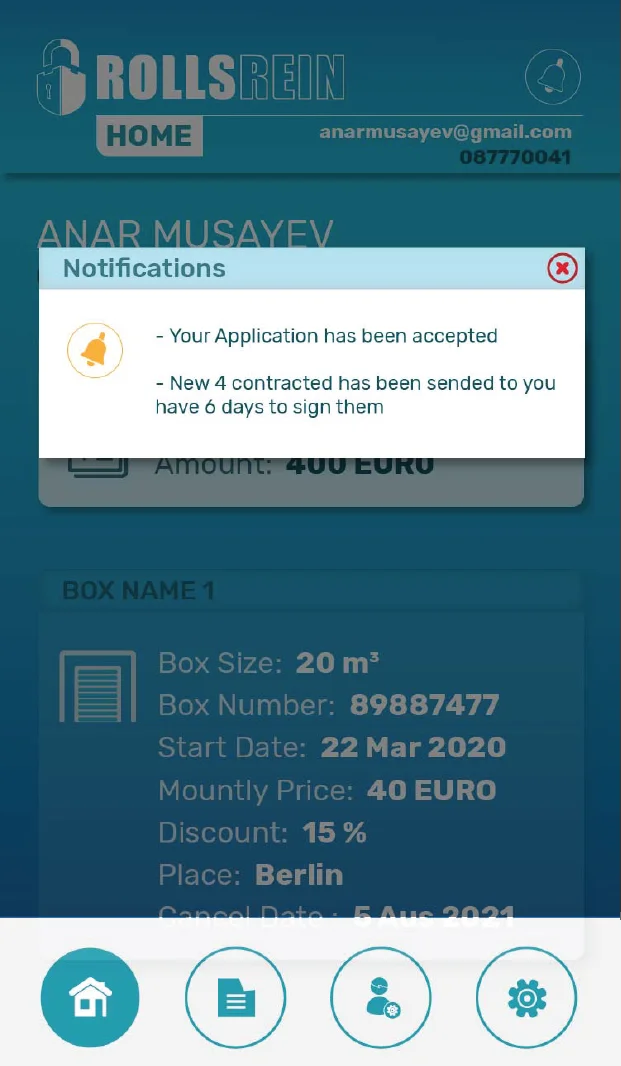 ROLLSREIN
HOME
anarmusayev@gmail.com
087770041
ANAR MUSAYEV
Notifications
- Your Application has been accepted
- New 4 contracted has been sended to you
have 6 days to sign them
Amount: 400 EURO
BOX NAME 1
Box Size: 20 m³
Box Number: 89887477
Start Date: 22 Mar 2020
Mountly Price: 40 EURO
Discount: 15 %
Place: Berlin
Cancel Date : 5 Aus 2021